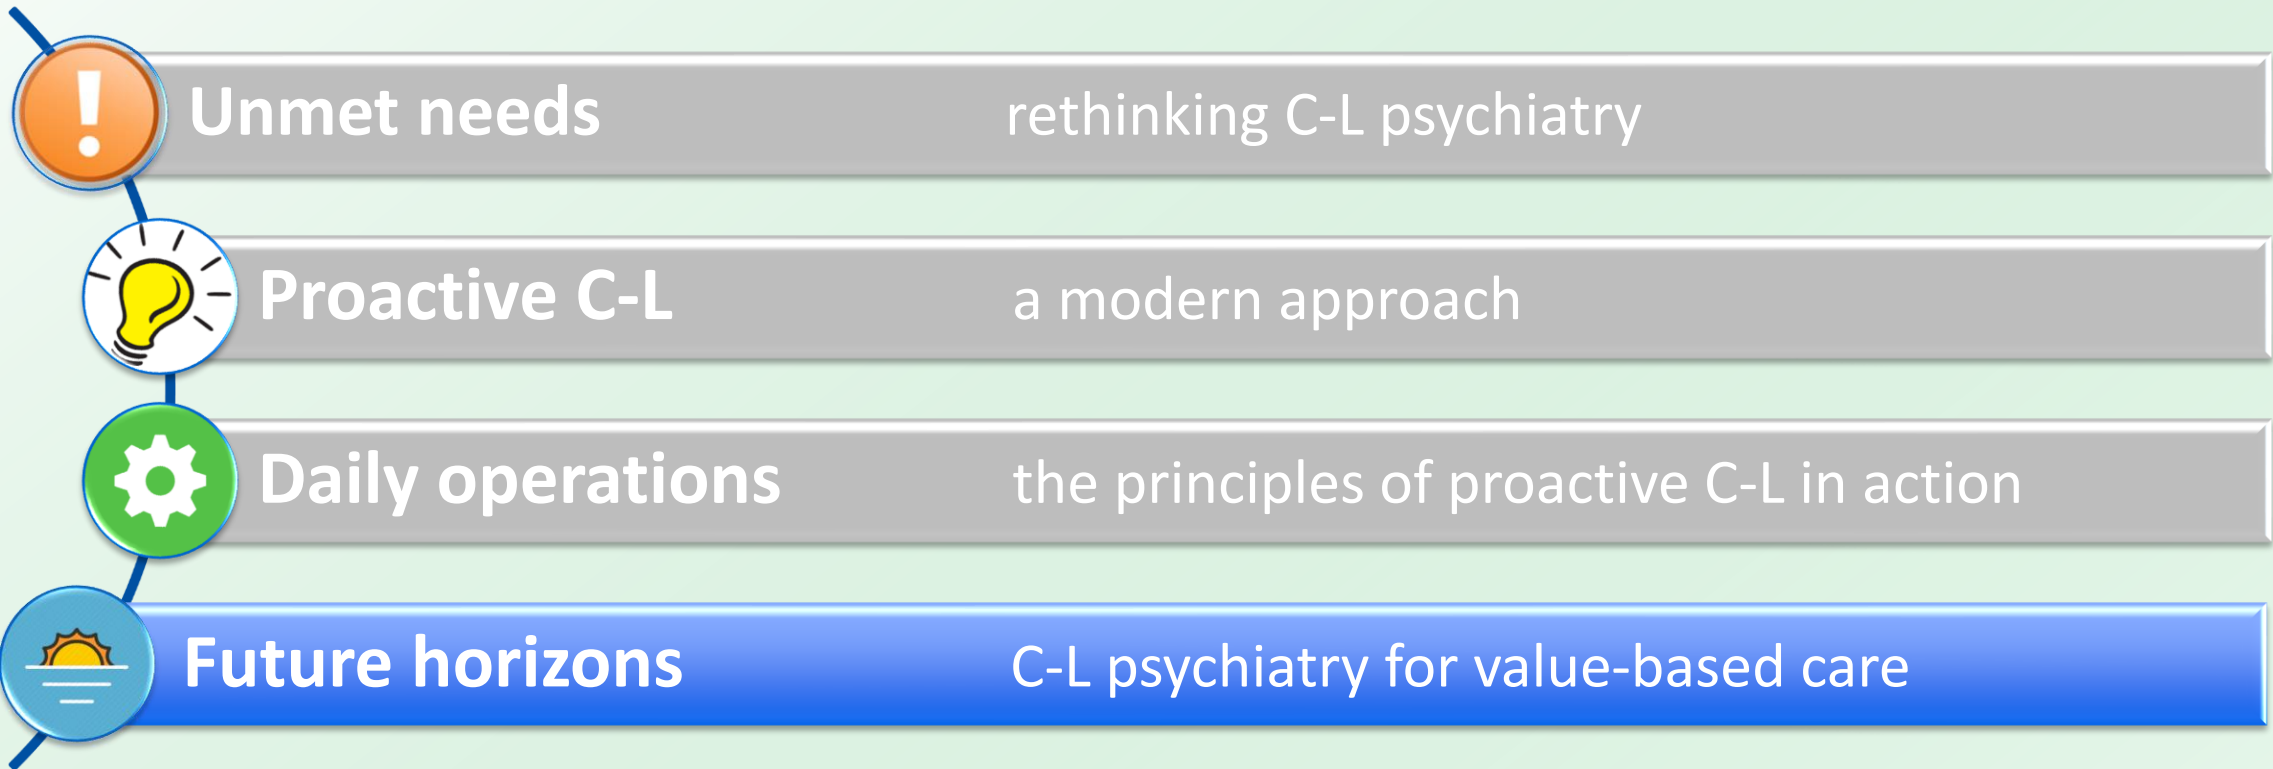 Unmet needs rethinking C-L psychiatry
Proactive C-L a modern approach
Daily operations the principles of proactive C-L in action
Future horizons C-L psychiatry for value-based care